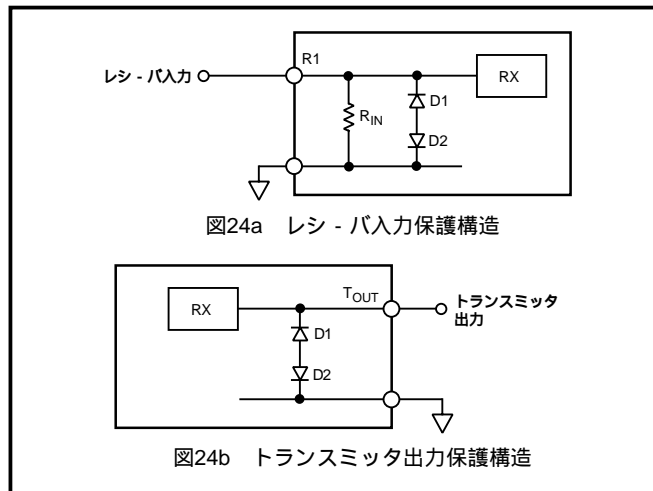 R1
レシ - バ入力
RX
D1
R_IN
D2
図24a レシ - バ入力保護構造
T_OUT
トランスミッタ
出力
RX
D1
D2
図24b トランスミッタ出力保護構造